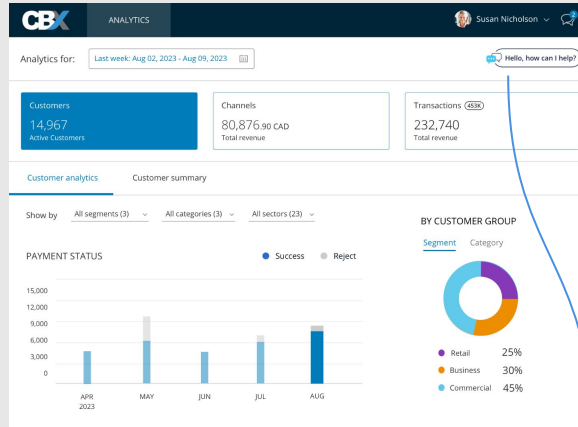 CBX
ANALYTICS
Susan Nicholson
2
Analytics for:
Last week: Aug 02, 2023 - Aug 09, 2023
Hello, how can I help?
Customers
14,967
Active Customers
Channels
80,876.90 CAD
Total revenue
Transactions 453K
232,740
Total revenue
Customer analytics
Customer summary
Show by
All segments (3)
All categories (3)
All sectors (23)
PAYMENT STATUS
Success
Reject
15,000
12,000
9,000
6,000
3,000
0
APR
2023
MAY
JUN
JUL
AUG
BY CUSTOMER GROUP
Segment
Category
Retail 25%
Business 30%
Commercial 45%